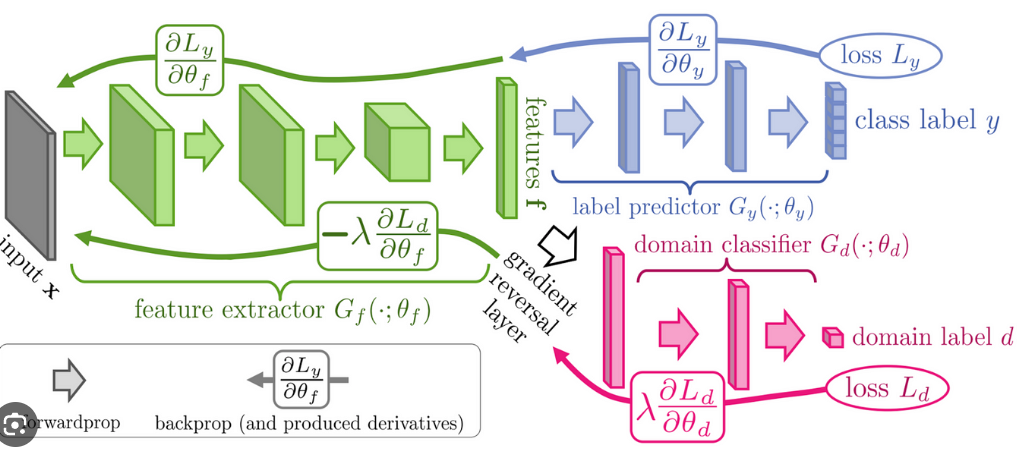 ∂L_y/∂θ_f
∂L_y/∂θ_y
loss L_y
features f
class label y
label predictor G_y(·; θ_y)
input x
−λ ∂L_d/∂θ_f
feature extractor G_f(·; θ_f)
gradient
reversal
layer
domain classifier G_d(·; θ_d)
domain label d
loss L_d
λ ∂L_d/∂θ_d
∂L_y/∂θ_f
forwardprop
backprop (and produced derivatives)